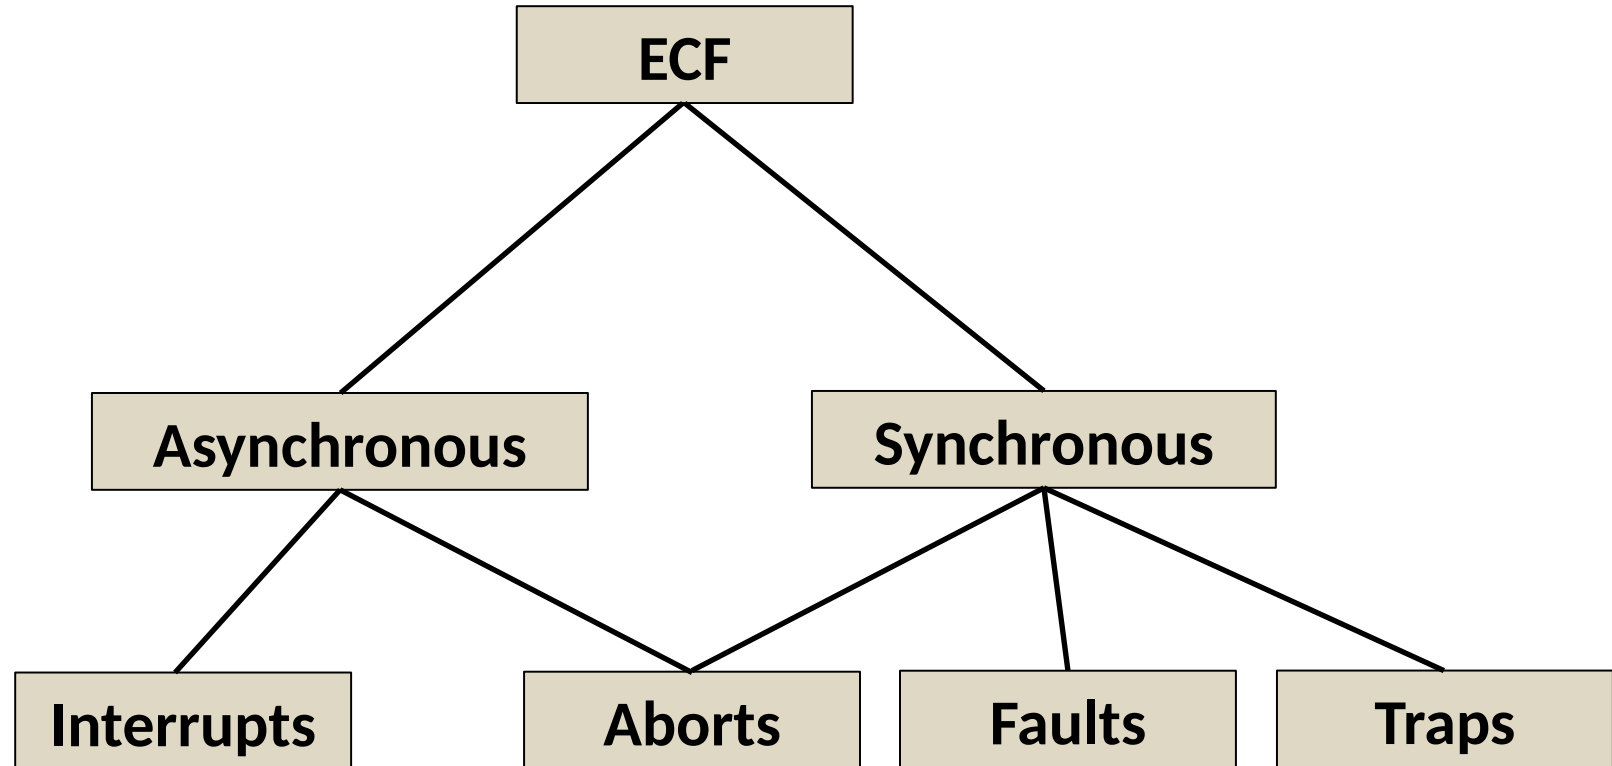 ECF
Asynchronous
Synchronous
Interrupts
Aborts
Faults
Traps